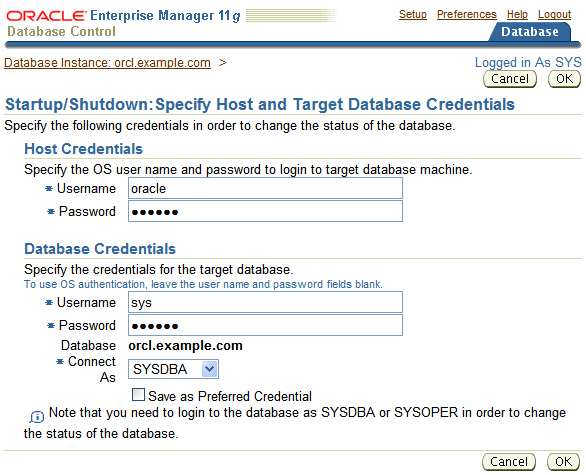 ORACLE Enterprise Manager 11g
Database Control
Setup Preferences Help Logout
Database
Database Instance: orcl.example.com >
Logged in As SYS
Cancel OK
Startup/Shutdown:Specify Host and Target Database Credentials
Specify the following credentials in order to change the status of the database.
Host Credentials
Specify the OS user name and password to login to target database machine.
* Username oracle
* Password ••••••
Database Credentials
Specify the credentials for the target database.
To use OS authentication, leave the user name and password fields blank.
* Username sys
* Password ••••••
Database orcl.example.com
* Connect As SYSDBA
Save as Preferred Credential
Note that you need to login to the database as SYSDBA or SYSOPER in order to change
the status of the database.
Cancel OK